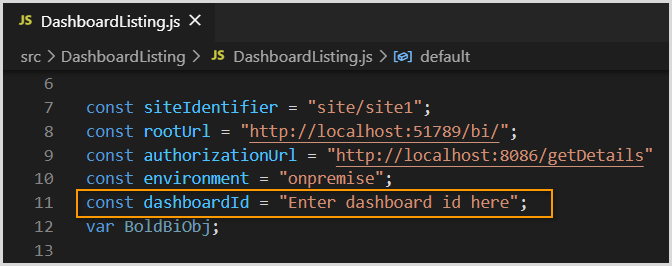 JS DashboardListing.js ×
src > DashboardListing > JS DashboardListing.js > default
6
7 const siteIdentifier = "site/site1";
8 const rootUrl = "http://localhost:51789/bi/";
9 const authorizationUrl = "http://localhost:8086/getDetails"
10 const environment = "onpremise";
11 const dashboardId = "Enter dashboard id here";
12 var BoldBiObj;
13